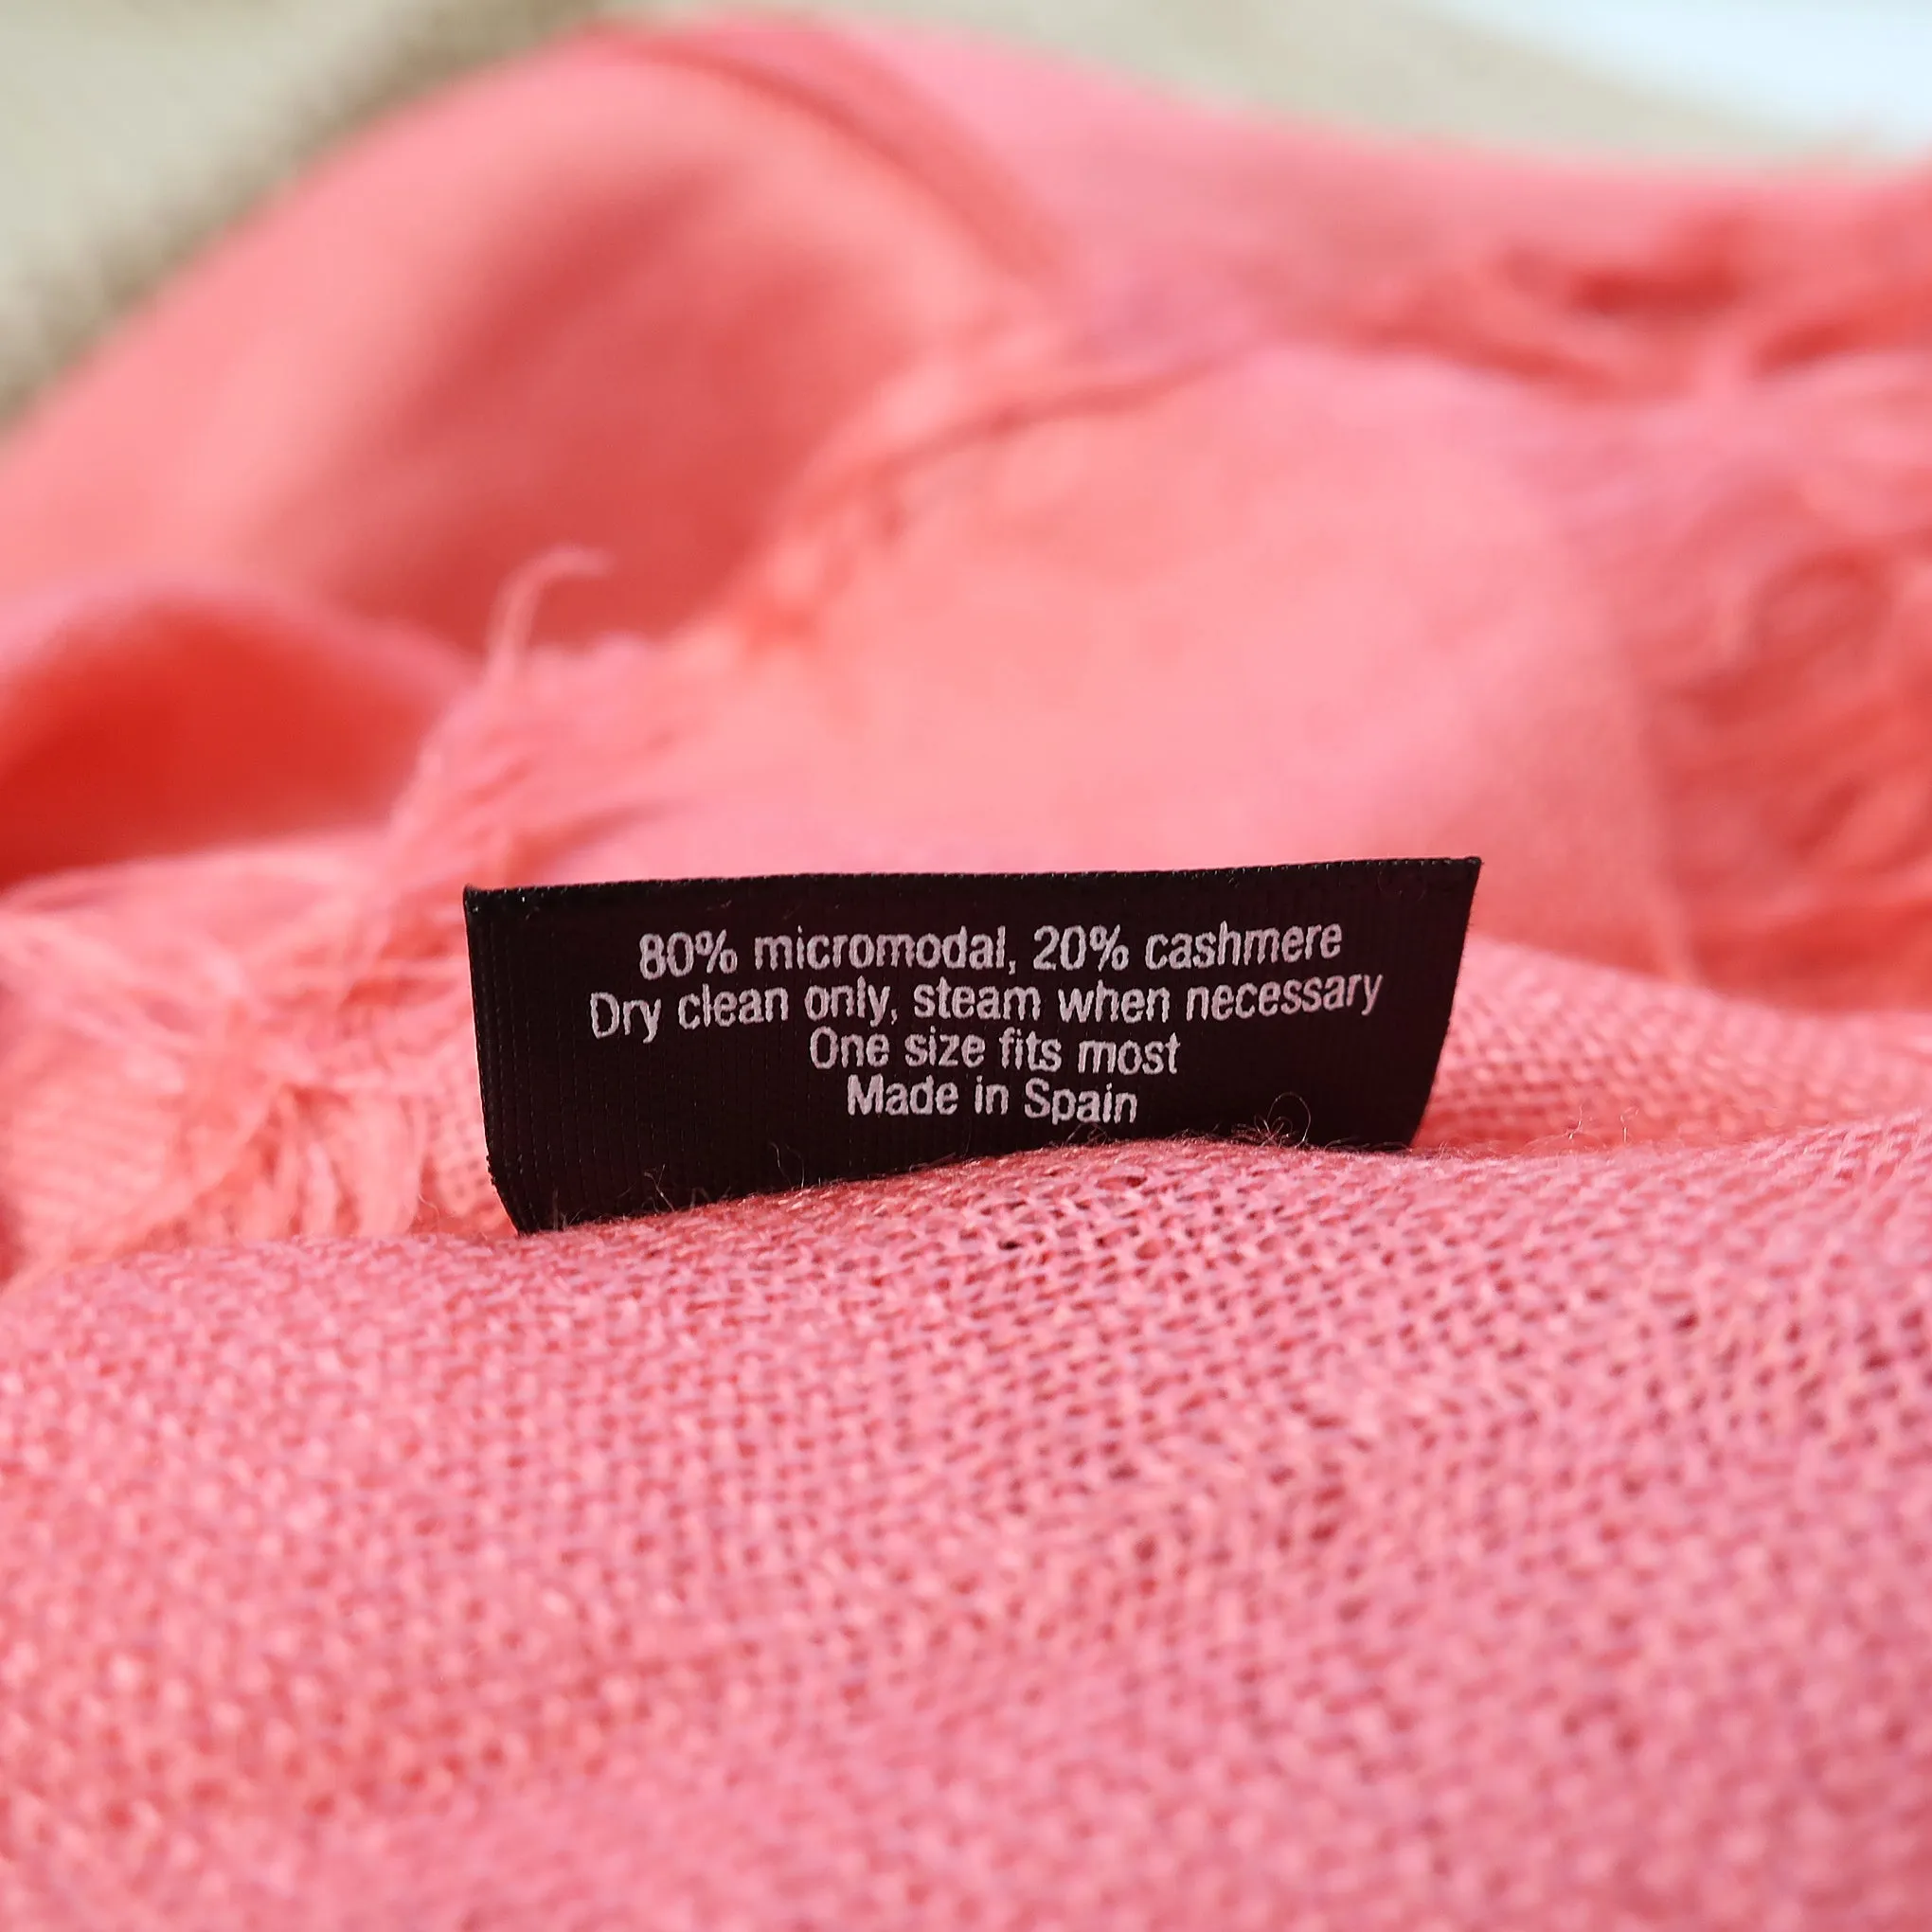 80% micromodal, 20% cashmere
Dry clean only, steam when necessary
One size fits most
Made in Spain